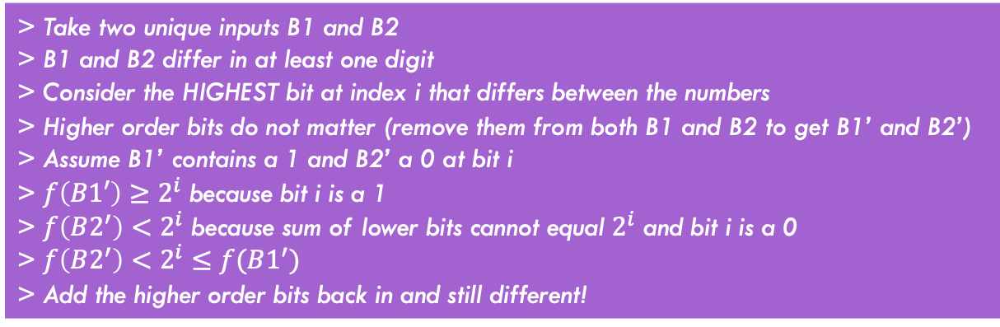 > Take two unique inputs B1 and B2
> B1 and B2 differ in at least one digit
> Consider the HIGHEST bit at index i that differs between the numbers
> Higher order bits do not matter (remove them from both B1 and B2 to get B1’ and B2’)
> Assume B1’ contains a 1 and B2’ a 0 at bit i
> f(B1′) ≥ 2^i because bit i is a 1
> f(B2′) < 2^i because sum of lower bits cannot equal 2^i and bit i is a 0
> f(B2′) < 2^i ≤ f(B1′)
> Add the higher order bits back in and still different!